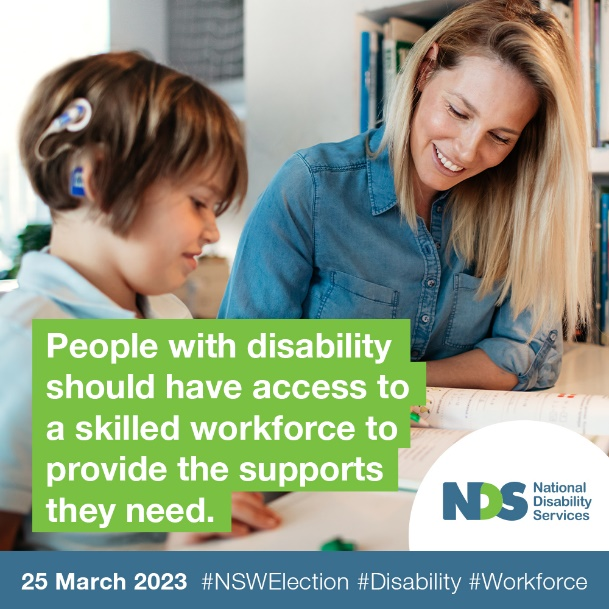 People with disability
should have access to
a skilled workforce to
provide the supports
they need.
NDS
National
Disability
Services
25 March 2023 #NSWElection #Disability #Workforce